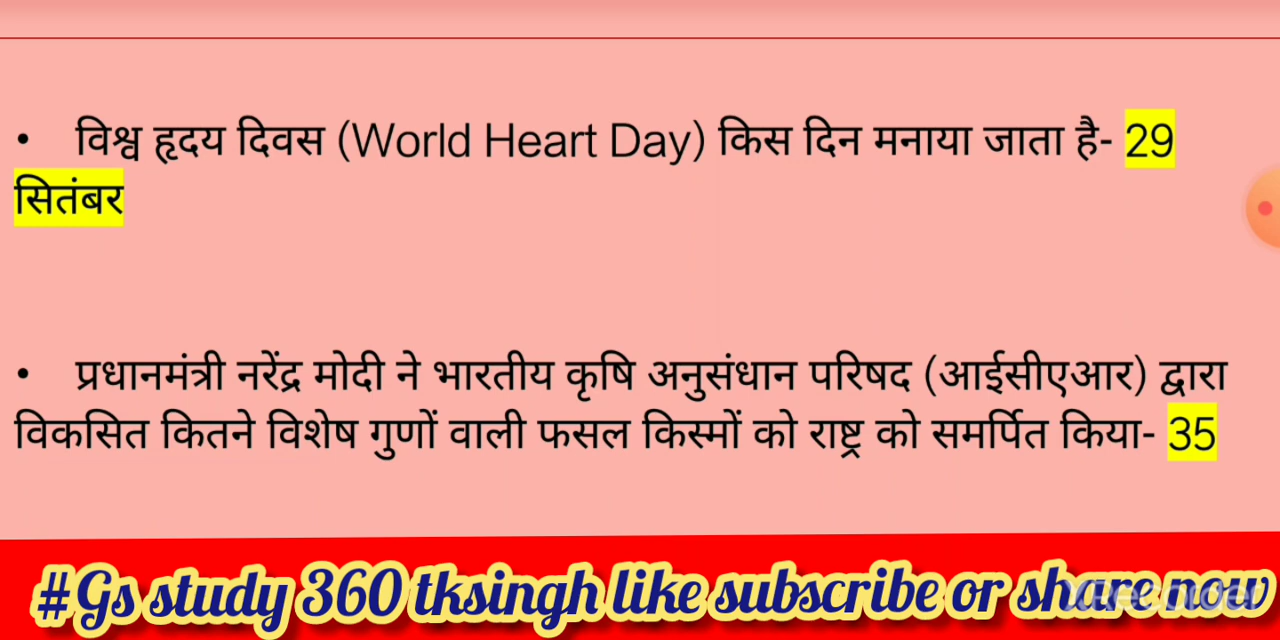 • विश्व हृदय दिवस (World Heart Day) किस दिन मनाया जाता है- 29
सितंबर
• प्रधानमंत्री नरेंद्र मोदी ने भारतीय कृषि अनुसंधान परिषद (आईसीएआर) द्वारा
विकसित कितने विशेष गुणों वाली फसल किस्मों को राष्ट्र को समर्पित किया- 35
#Gs study 360 tksingh like subscribe or share now
XRecorder